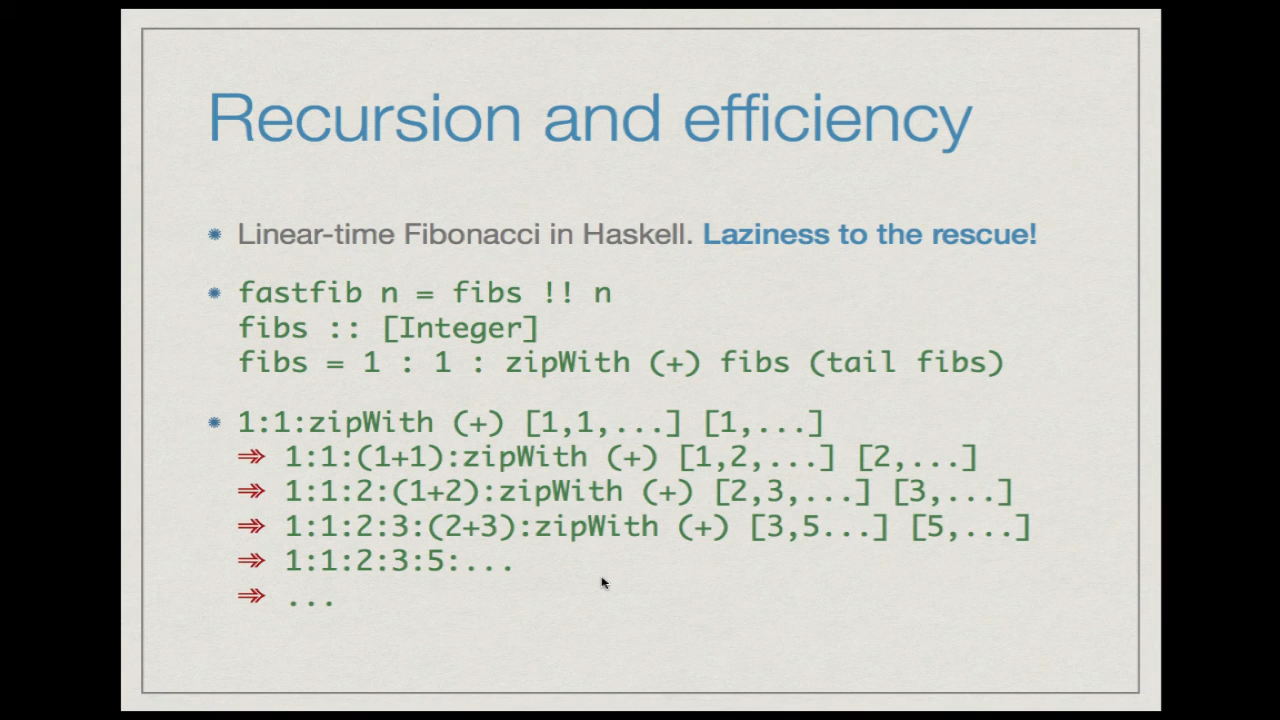 Recursion and efficiency
Linear-time Fibonacci in Haskell. Laziness to the rescue!
fastfib n = fibs !! n
fibs :: [Integer]
fibs = 1 : 1 : zipWith (+) fibs (tail fibs)
1:1:zipWith (+) [1,1,...] [1,...]
⇒ 1:1:(1+1):zipWith (+) [1,2,...] [2,...]
⇒ 1:1:2:(1+2):zipWith (+) [2,3,...] [3,...]
⇒ 1:1:2:3:(2+3):zipWith (+) [3,5...] [5,...]
⇒ 1:1:2:3:5:...
⇒ ...